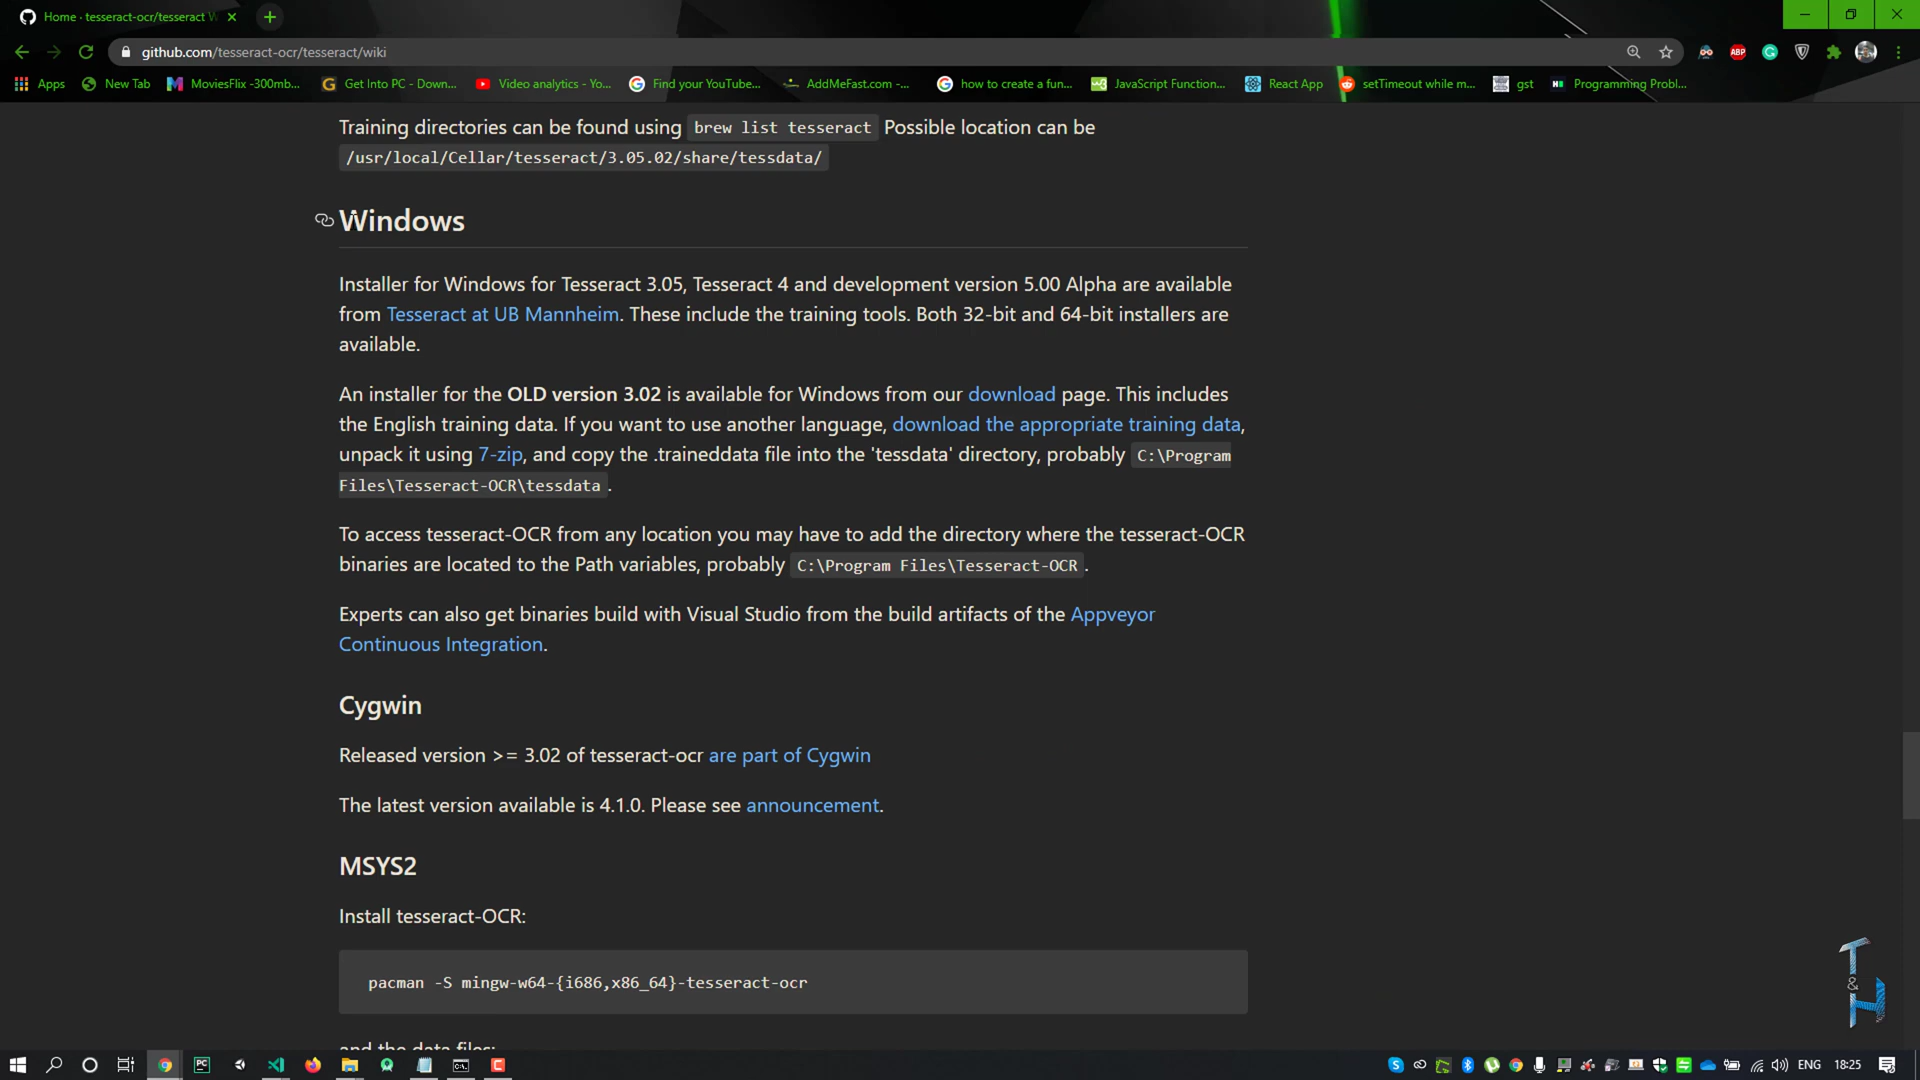 Home · tesseract-ocr/tesseract W
github.com/tesseract-ocr/tesseract/wiki
ABP
Apps
New Tab
MoviesFlix -300mb...
Get Into PC - Down...
Video analytics - Yo...
Find your YouTube...
AddMeFast.com -...
how to create a fun...
JavaScript Function...
React App
setTimeout while m...
gst
Programming Probl...
Training directories can be found using brew list tesseract Possible location can be
/usr/local/Cellar/tesseract/3.05.02/share/tessdata/
Windows
Installer for Windows for Tesseract 3.05, Tesseract 4 and development version 5.00 Alpha are available
from Tesseract at UB Mannheim. These include the training tools. Both 32-bit and 64-bit installers are
available.
An installer for the OLD version 3.02 is available for Windows from our download page. This includes
the English training data. If you want to use another language, download the appropriate training data,
unpack it using 7-zip, and copy the .traineddata file into the 'tessdata' directory, probably C:\Program
Files\Tesseract-OCR\tessdata .
To access tesseract-OCR from any location you may have to add the directory where the tesseract-OCR
binaries are located to the Path variables, probably C:\Program Files\Tesseract-OCR .
Experts can also get binaries build with Visual Studio from the build artifacts of the Appveyor
Continuous Integration.
Cygwin
Released version >= 3.02 of tesseract-ocr are part of Cygwin
The latest version available is 4.1.0. Please see announcement.
MSYS2
Install tesseract-OCR:
pacman -S mingw-w64-{i686,x86_64}-tesseract-ocr
and the data files:
T
&
H
ENG
18:25